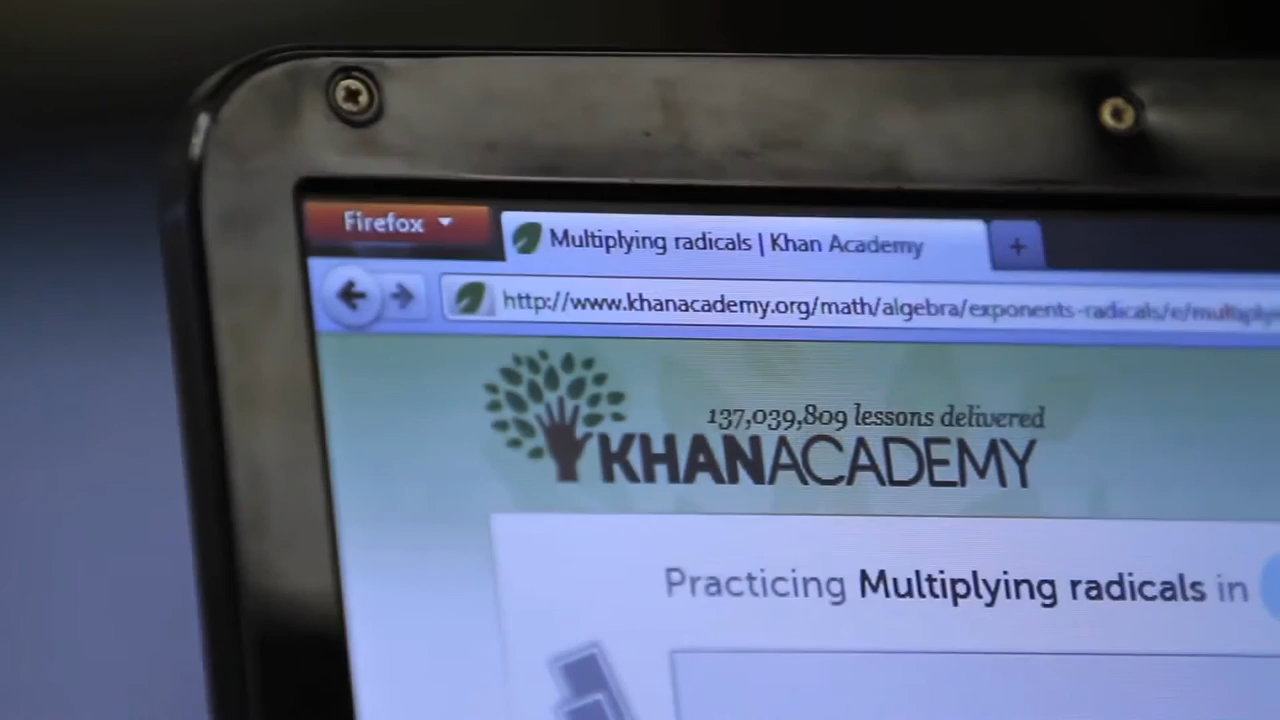 Firefox
Multiplying radicals | Khan Academy
+
http://www.khanacademy.org/math/algebra/exponents-radicals/e/multiply
137,039,809 lessons delivered
KHANACADEMY
Practicing Multiplying radicals in